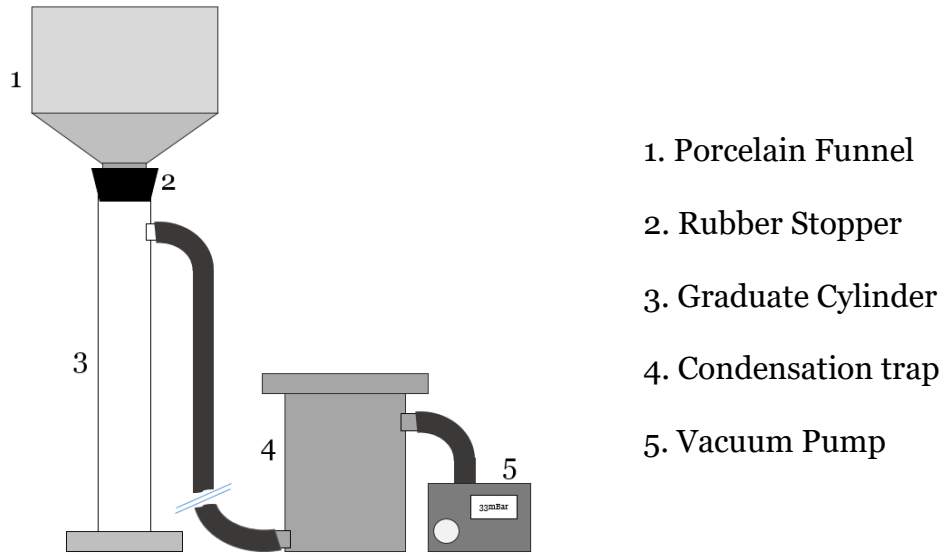 1
2
3
4
5
33mBar
1. Porcelain Funnel
2. Rubber Stopper
3. Graduate Cylinder
4. Condensation trap
5. Vacuum Pump